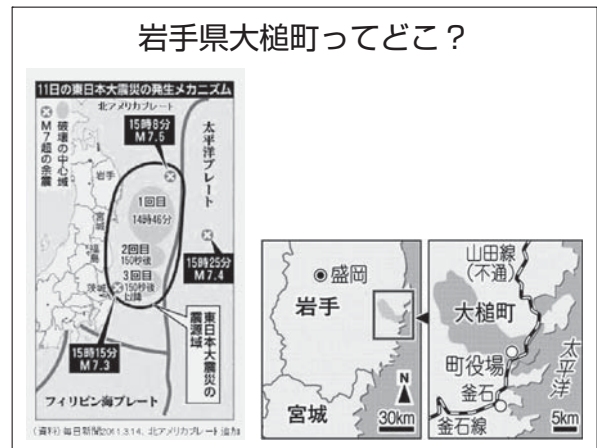 岩手県大槌町ってどこ？
11日の東日本大震災の発生メカニズム
北アメリカプレート
破壊の中心域
M7超の余震
15時8分
M7.5
太平洋プレート
岩手
1回目
14時46分
宮城
福島
2回目
150秒後
15時25分
M7.4
3回目
150秒後
以降
茨城
東日本大震災の
震源域
15時15分
M7.3
フィリピン海プレート
(資料)毎日新聞2011.3.14、北アメリカプレート追加
盛岡
岩手
宮城
N
30km
山田線
(不通)
大槌町
町役場
太平洋
釜石
釜石線
5km